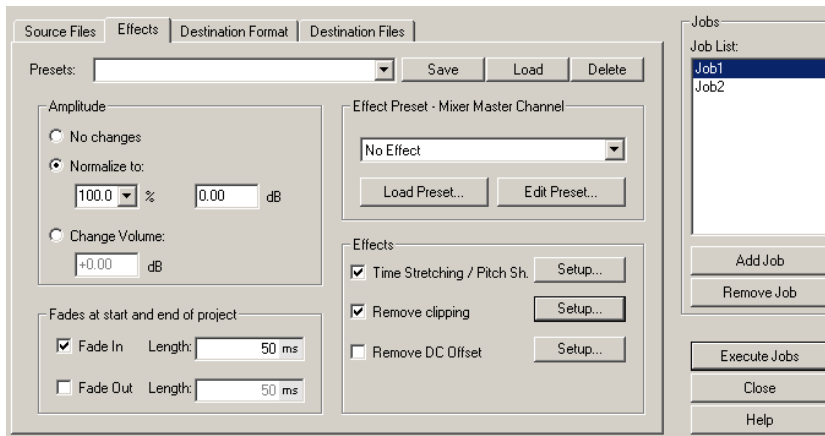 Source Files Effects Destination Format Destination Files
Presets: Save Load Delete
Amplitude
No changes
Normalize to:
100.0 % 0.00 dB
Change Volume:
+0.00 dB
Fades at start and end of project
Fade In Length: 50 ms
Fade Out Length: 50 ms
Effect Preset - Mixer Master Channel
No Effect
Load Preset... Edit Preset...
Effects
Time Stretching / Pitch Sh. Setup...
Remove clipping Setup...
Remove DC Offset Setup...
Jobs
Job List:
Job1
Job2
Add Job
Remove Job
Execute Jobs
Close
Help